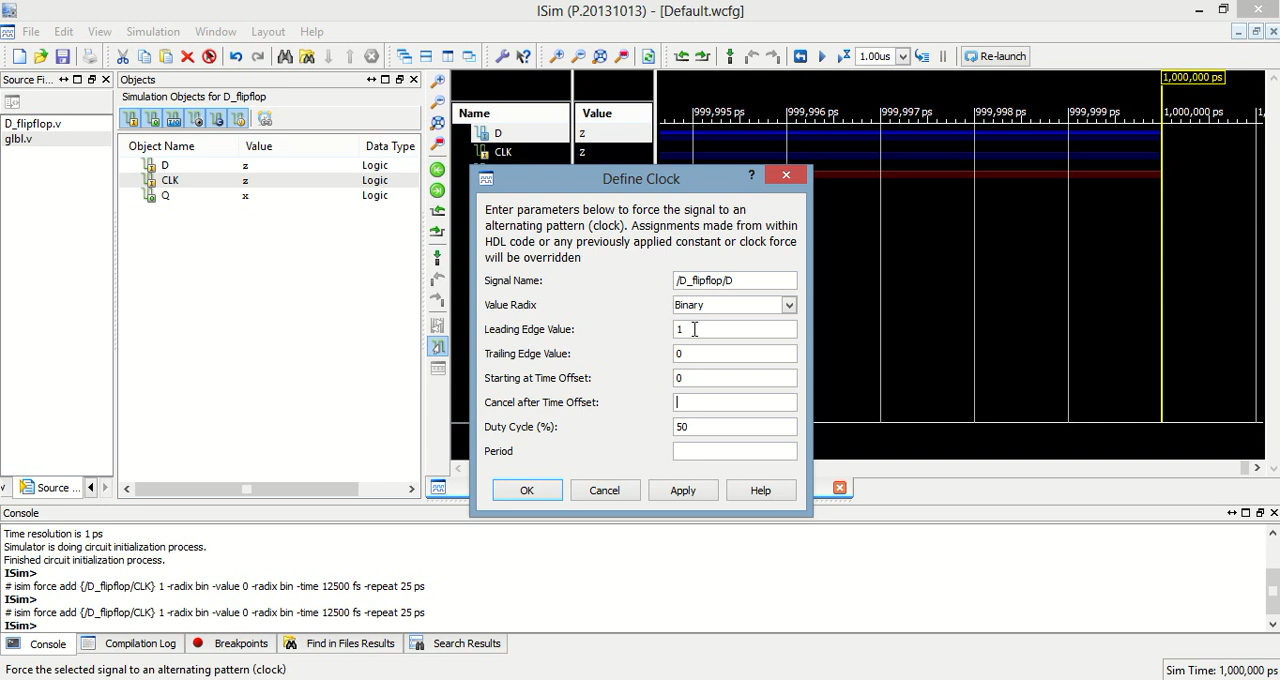 ISim (P.20131013) - [Default.wcfg]
File Edit View Simulation Window Layout Help
1.00us Re-launch
Source Fi...
D_flipflop.v
glbl.v
Source ...
Objects
Simulation Objects for D_flipflop
Object Name Value Data Type
D z Logic
CLK z Logic
Q x Logic
1,000,000 ps
Name Value
999,995 ps 999,996 ps 999,997 ps 999,998 ps 999,999 ps 1,000,000 ps
D z
CLK z
Define Clock
Enter parameters below to force the signal to an
alternating pattern (clock). Assignments made from within
HDL code or any previously applied constant or clock force
will be overridden
Signal Name: /D_flipflop/D
Value Radix Binary
Leading Edge Value: 1
Trailing Edge Value: 0
Starting at Time Offset: 0
Cancel after Time Offset:
Duty Cycle (%): 50
Period
OK Cancel Apply Help
Console
Time resolution is 1 ps
Simulator is doing circuit initialization process.
Finished circuit initialization process.
ISim>
# isim force add {/D_flipflop/CLK} 1 -radix bin -value 0 -radix bin -time 12500 fs -repeat 25 ps
ISim>
# isim force add {/D_flipflop/CLK} 1 -radix bin -value 0 -radix bin -time 12500 fs -repeat 25 ps
ISim>
Console Compilation Log Breakpoints Find in Files Results Search Results
Force the selected signal to an alternating pattern (clock)
Sim Time: 1,000,000 ps